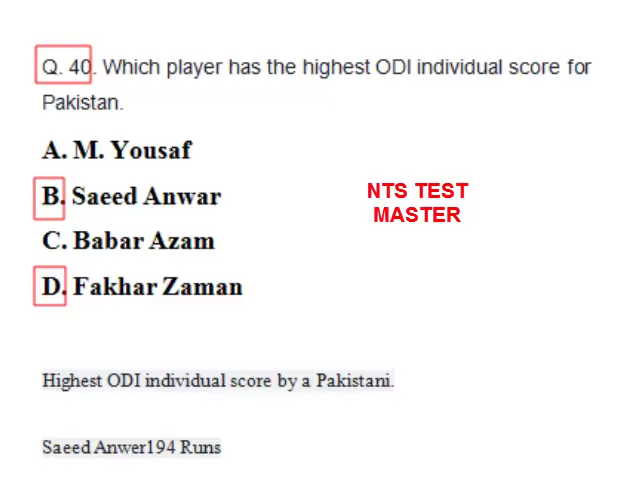 Q. 40. Which player has the highest ODI individual score for
Pakistan.
A. M. Yousaf
B. Saeed Anwar
NTS TEST
MASTER
C. Babar Azam
D. Fakhar Zaman
Highest ODI individual score by a Pakistani.
Saeed Anwer194 Runs